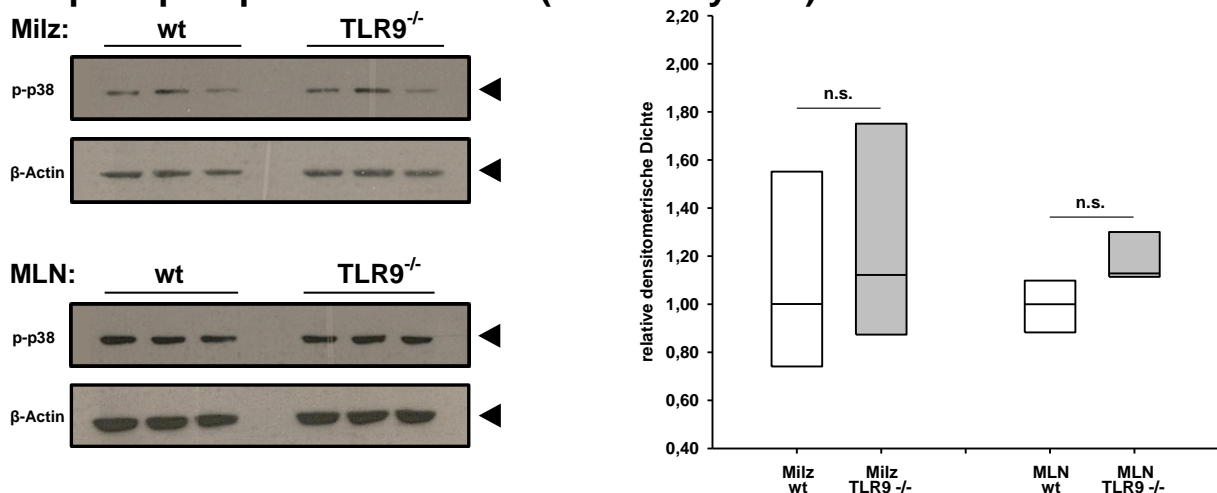 Milz: wt TLR9-/-
p-p38
β-Actin
MLN: wt TLR9-/-
p-p38
β-Actin
relative densitometrische Dichte
2,20
2,00
1,80
1,60
1,40
1,20
1,00
0,80
0,60
0,40
n.s.
n.s.
Milz wt
Milz TLR9 -/-
MLN wt
MLN TLR9 -/-